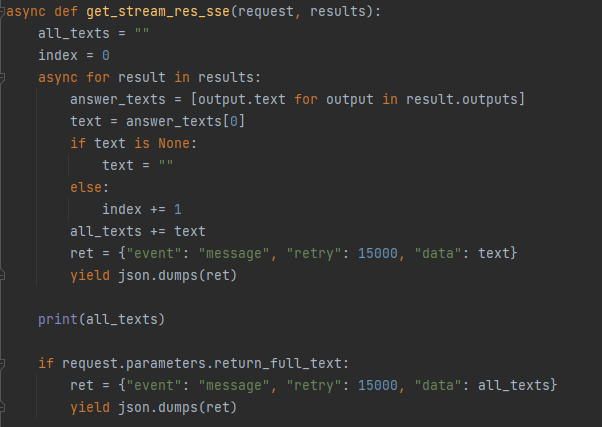 async def get_stream_res_sse(request, results):
    all_texts = ""
    index = 0
    async for result in results:
        answer_texts = [output.text for output in result.outputs]
        text = answer_texts[0]
        if text is None:
            text = ""
        else:
            index += 1
        all_texts += text
        ret = {"event": "message", "retry": 15000, "data": text}
        yield json.dumps(ret)

    print(all_texts)

    if request.parameters.return_full_text:
        ret = {"event": "message", "retry": 15000, "data": all_texts}
        yield json.dumps(ret)